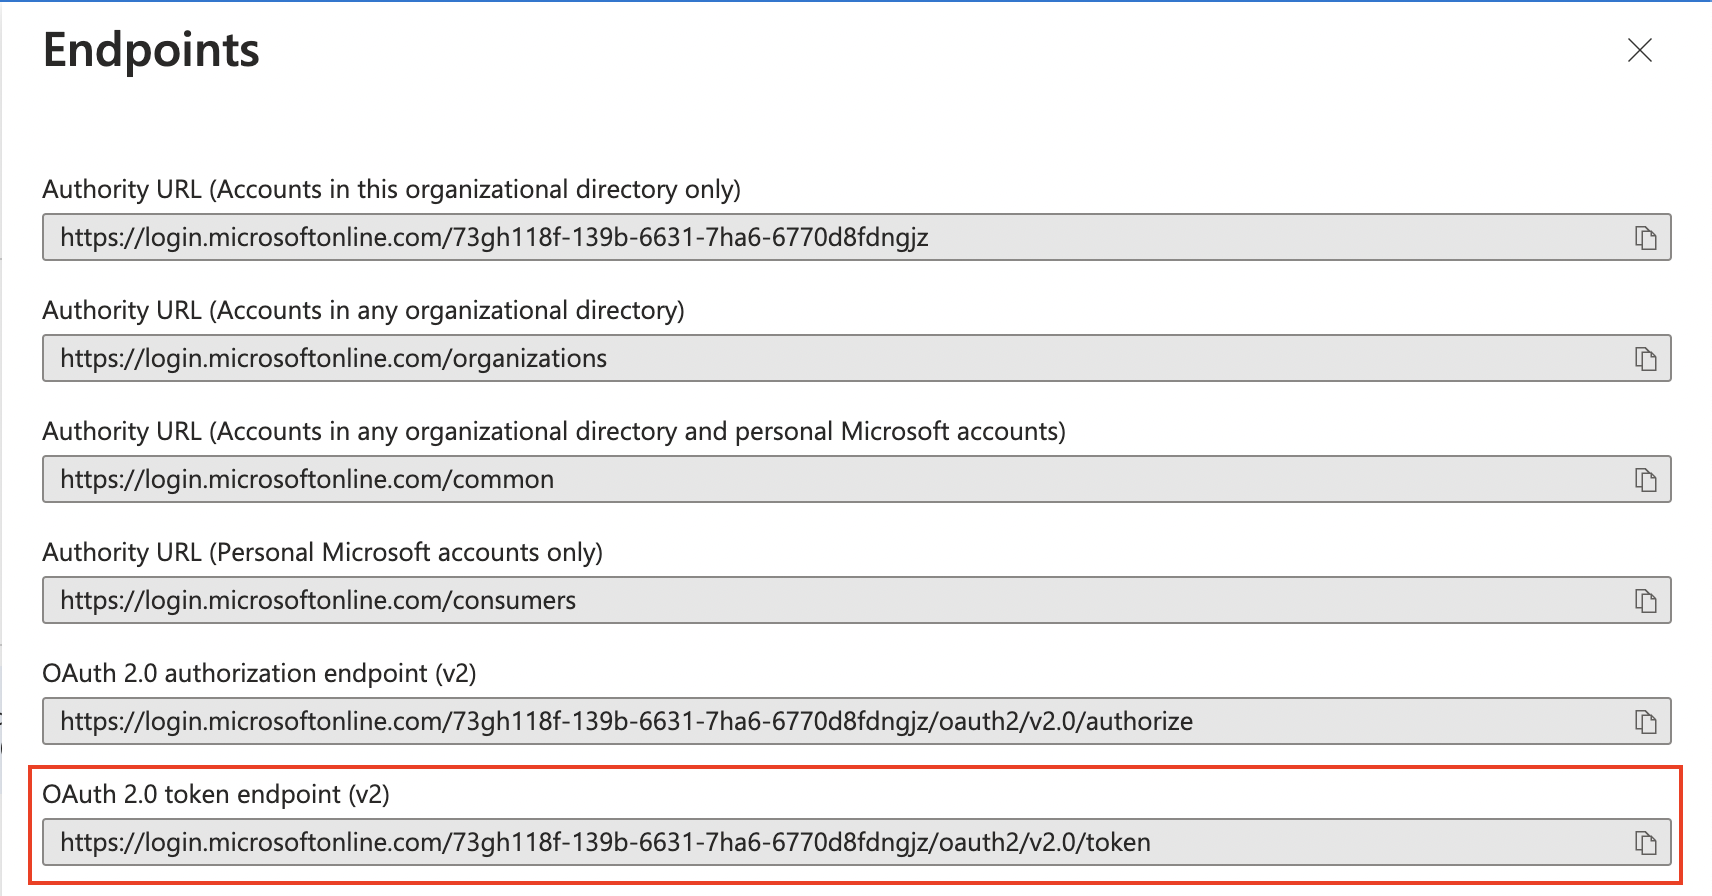 Endpoints
Authority URL (Accounts in this organizational directory only)
https://login.microsoftonline.com/73gh118f-139b-6631-7ha6-6770d8fdngjz
Authority URL (Accounts in any organizational directory)
https://login.microsoftonline.com/organizations
Authority URL (Accounts in any organizational directory and personal Microsoft accounts)
https://login.microsoftonline.com/common
Authority URL (Personal Microsoft accounts only)
https://login.microsoftonline.com/consumers
OAuth 2.0 authorization endpoint (v2)
https://login.microsoftonline.com/73gh118f-139b-6631-7ha6-6770d8fdngjz/oauth2/v2.0/authorize
OAuth 2.0 token endpoint (v2)
https://login.microsoftonline.com/73gh118f-139b-6631-7ha6-6770d8fdngjz/oauth2/v2.0/token